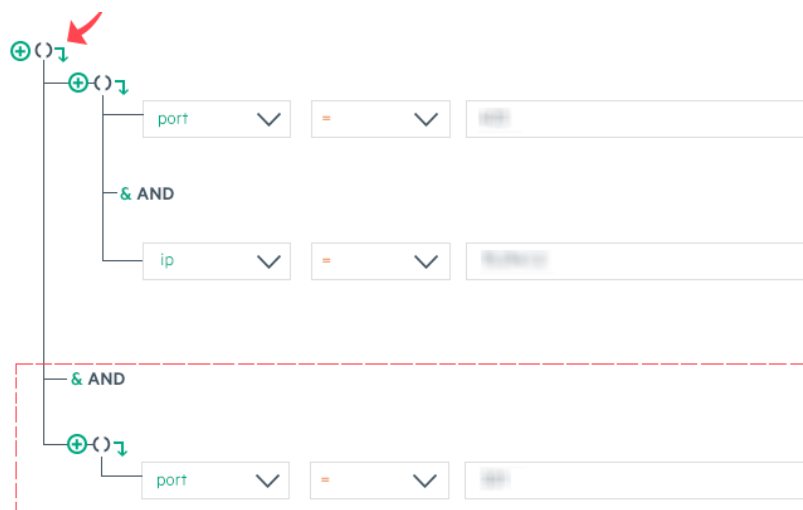 ()
()
port =
& AND
ip =
& AND
()
port =